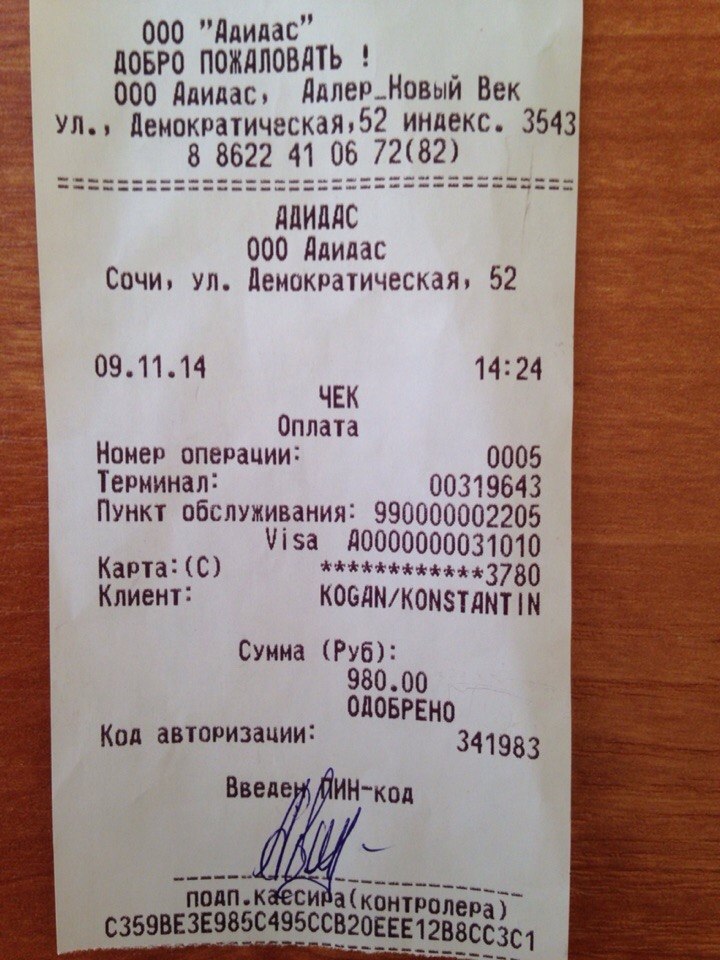 ООО "Адидас"
ДОБРО ПОЖАЛОВАТЬ !
ООО Адидас, Адлер_Новый Век
ул., Демократическая,52 индекс. 3543
8 8622 41 06 72(82)
АДИДАС
ООО Адидас
Сочи, ул. Демократическая, 52
09.11.14 14:24
ЧЕК
Оплата
Номер операции: 0005
Терминал: 00319643
Пункт обслуживания: 990000002205
Visa A0000000031010
Карта:(C) ************3780
Клиент: KOGAN/KONSTANTIN
Сумма (Руб):
980.00
ОДОБРЕНО
Код авторизации: 341983
Введен ПИН-код
подп.кассира(контролера)
C359BE3E985C495CCB20EEE12B8CC3C1